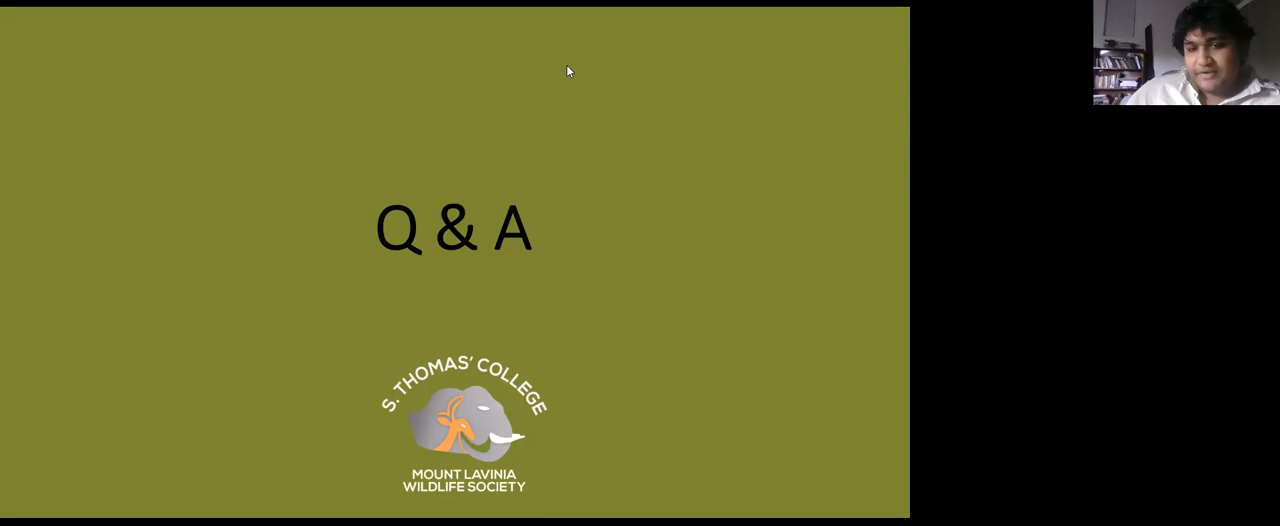 Q & A
S. THOMAS' COLLEGE
MOUNT LAVINIA
WILDLIFE SOCIETY